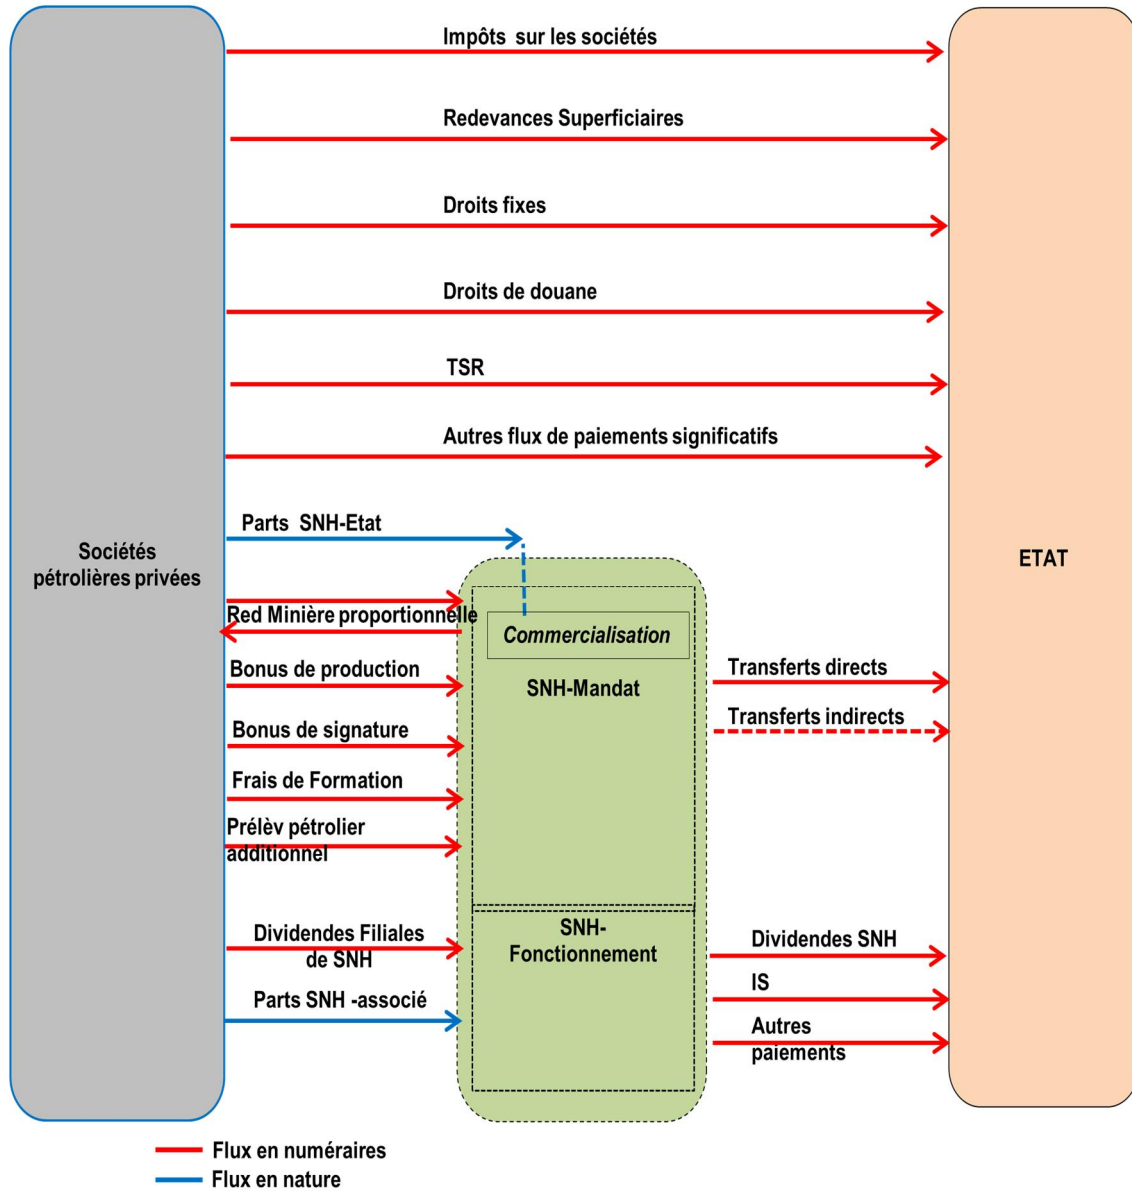 Impôts sur les sociétés
Redevances Superficiaires
Droits fixes
Droits de douane
TSR
Autres flux de paiements significatifs
Parts SNH-Etat
Sociétés
pétrolières privées
ETAT
Red Minière proportionnelle
Commercialisation
Bonus de production
SNH-Mandat
Transferts directs
Bonus de signature
Transferts indirects
Frais de Formation
Prélèv pétrolier
additionnel
Dividendes Filiales
de SNH
SNH-
Fonctionnement
Dividendes SNH
Parts SNH -associé
IS
Autres
paiements
Flux en numéraires
Flux en nature